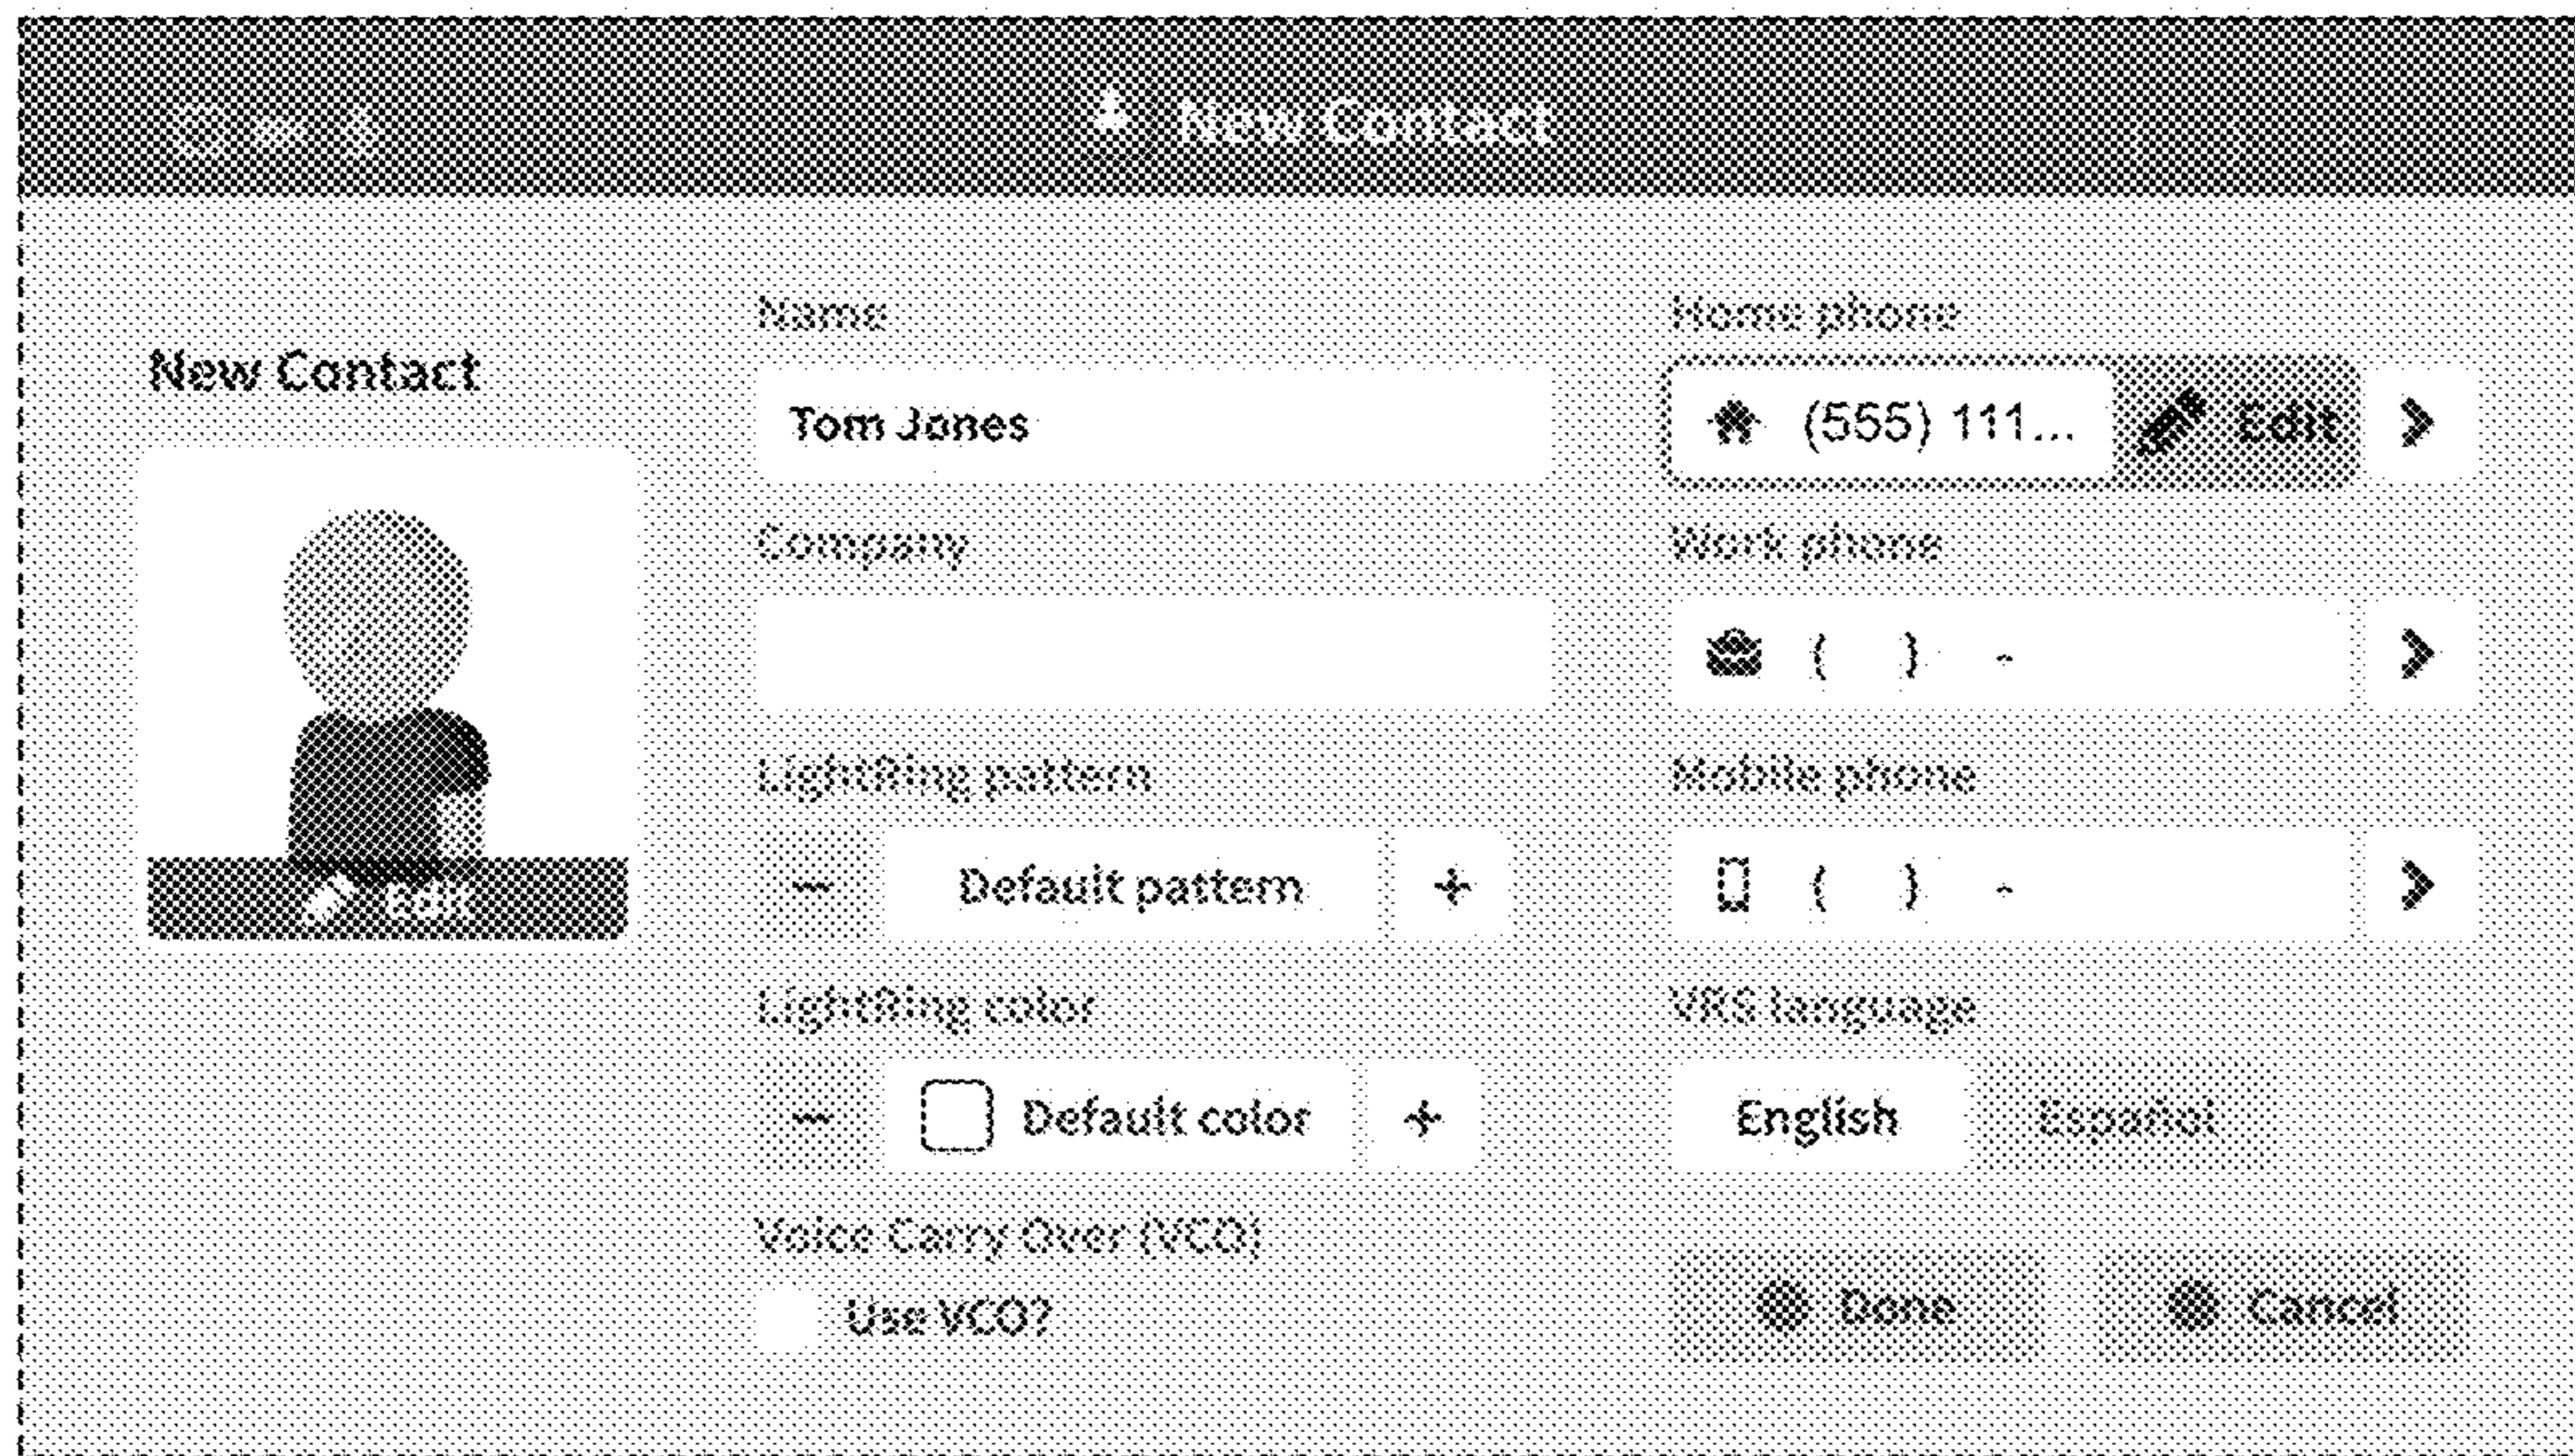 New Contact
New Contact
Edit
Name
Tom Jones
Company
LightRing pattern
− Default pattern +
LightRing color
− Default color +
Voice Carry Over (VCO)
Use VCO?
Home phone
(555) 111... Edit
Work phone
( ) -
Mobile phone
( ) -
VRS language
English Español
Done Cancel